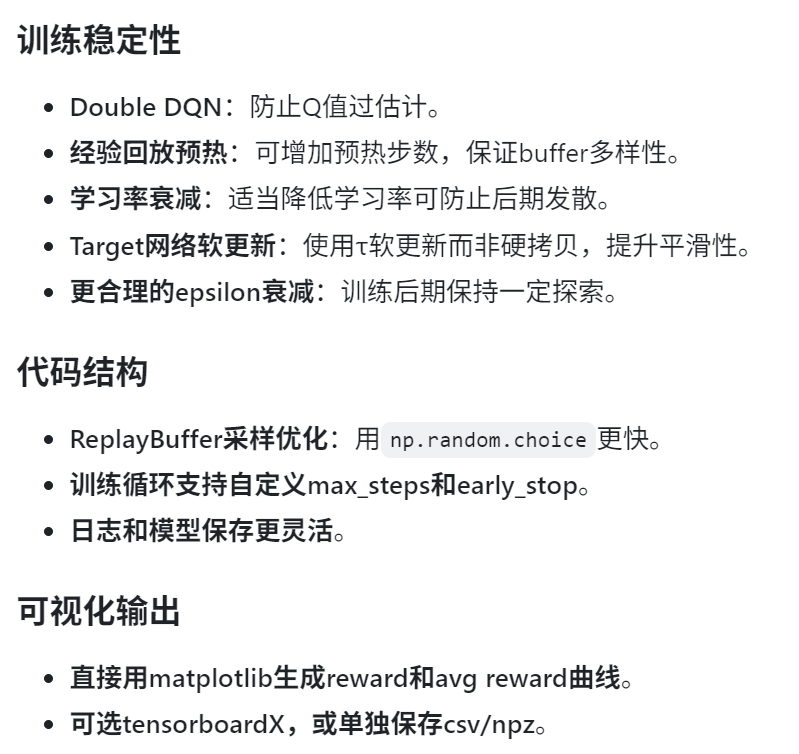 训练稳定性
Double DQN：防止Q值过估计。
经验回放预热：可增加预热步数，保证buffer多样性。
学习率衰减：适当降低学习率可防止后期发散。
Target网络软更新：使用τ软更新而非硬拷贝，提升平滑性。
更合理的epsilon衰减：训练后期保持一定探索。
代码结构
ReplayBuffer采样优化：用 np.random.choice 更快。
训练循环支持自定义max_steps和early_stop。
日志和模型保存更灵活。
可视化输出
直接用matplotlib生成reward和avg reward曲线。
可选tensorboardX，或单独保存csv/npz。